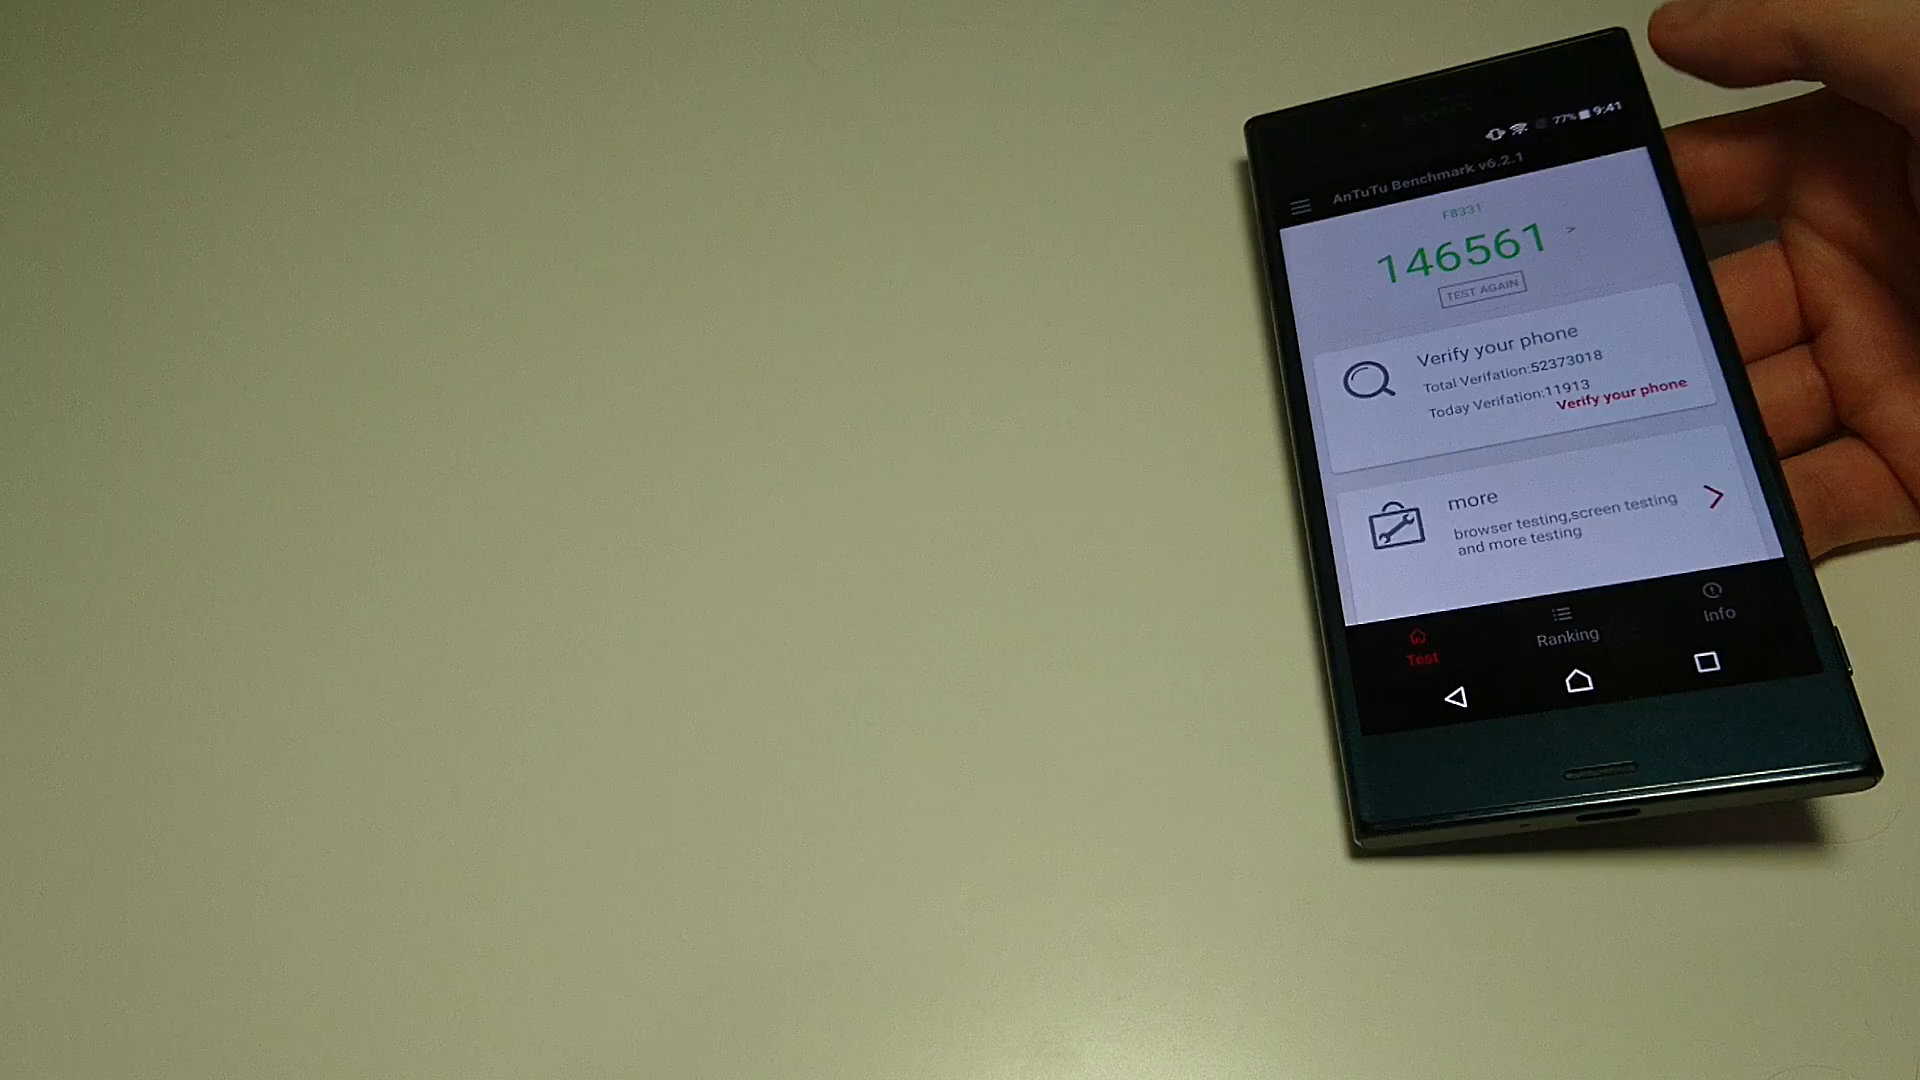 SONY
77% 9:41
AnTuTu Benchmark v6.2.1
F8331
146561 >
TEST AGAIN
Verify your phone
Total Verifation:52373018
Today Verifation:11913
Verify your phone
more
browser testing,screen testing
and more testing
Test
Ranking
Info